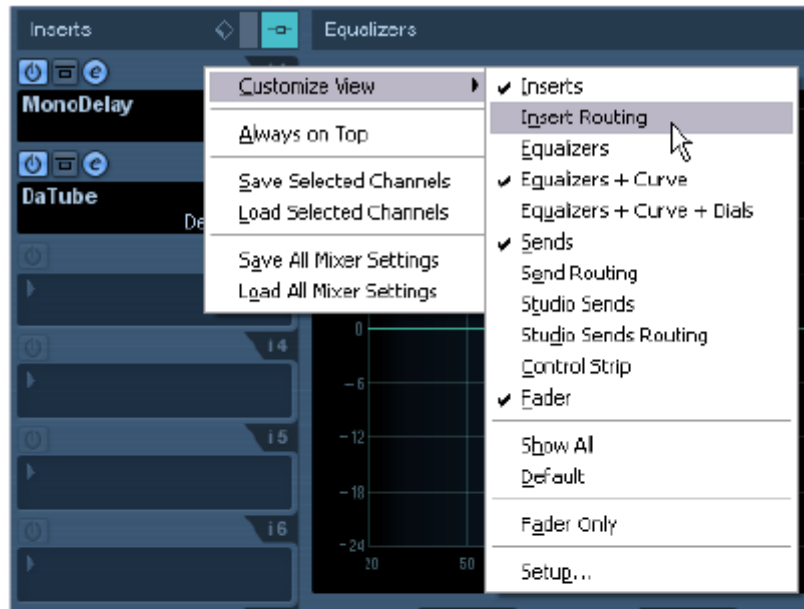 Inserts
Equalizers
e
MonoDelay
e
DaTube
De
i4
i5
i6
Customize View
Always on Top
Save Selected Channels
Load Selected Channels
Save All Mixer Settings
Load All Mixer Settings
Inserts
Insert Routing
Equalizers
Equalizers + Curve
Equalizers + Curve + Dials
Sends
Send Routing
Studio Sends
Studio Sends Routing
Control Strip
Fader
Show All
Default
Fader Only
Setup...
0
-6
-12
-18
-24
20
50